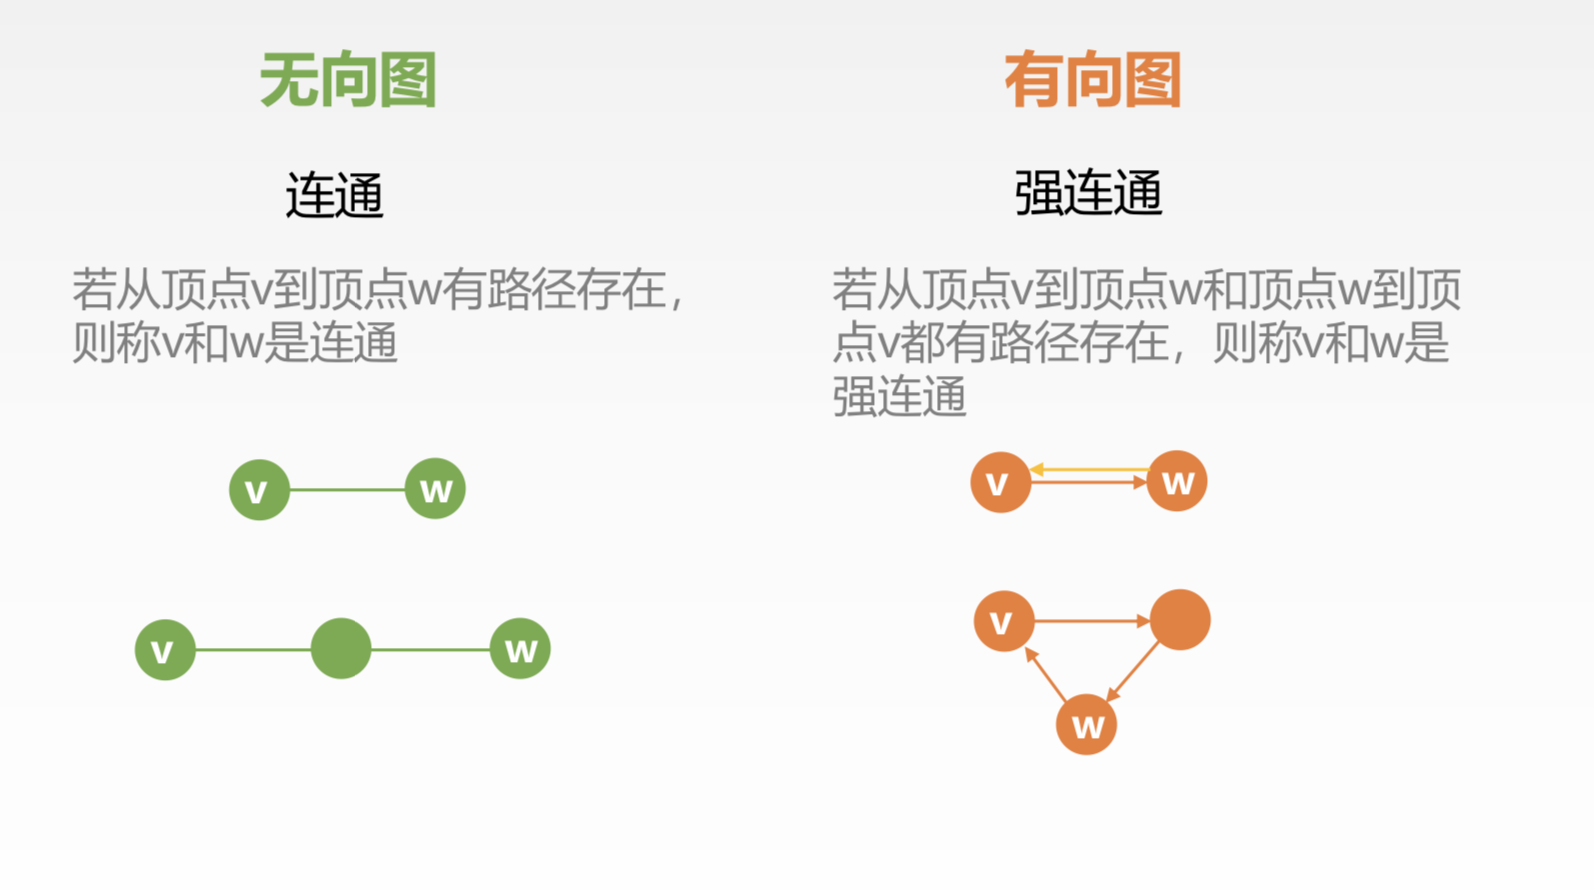 无向图
连通
若从顶点v到顶点w有路径存在，
则称v和w是连通
v
w
v
w
有向图
强连通
若从顶点v到顶点w和顶点w到顶
点v都有路径存在，则称v和w是
强连通
v
w
v
w